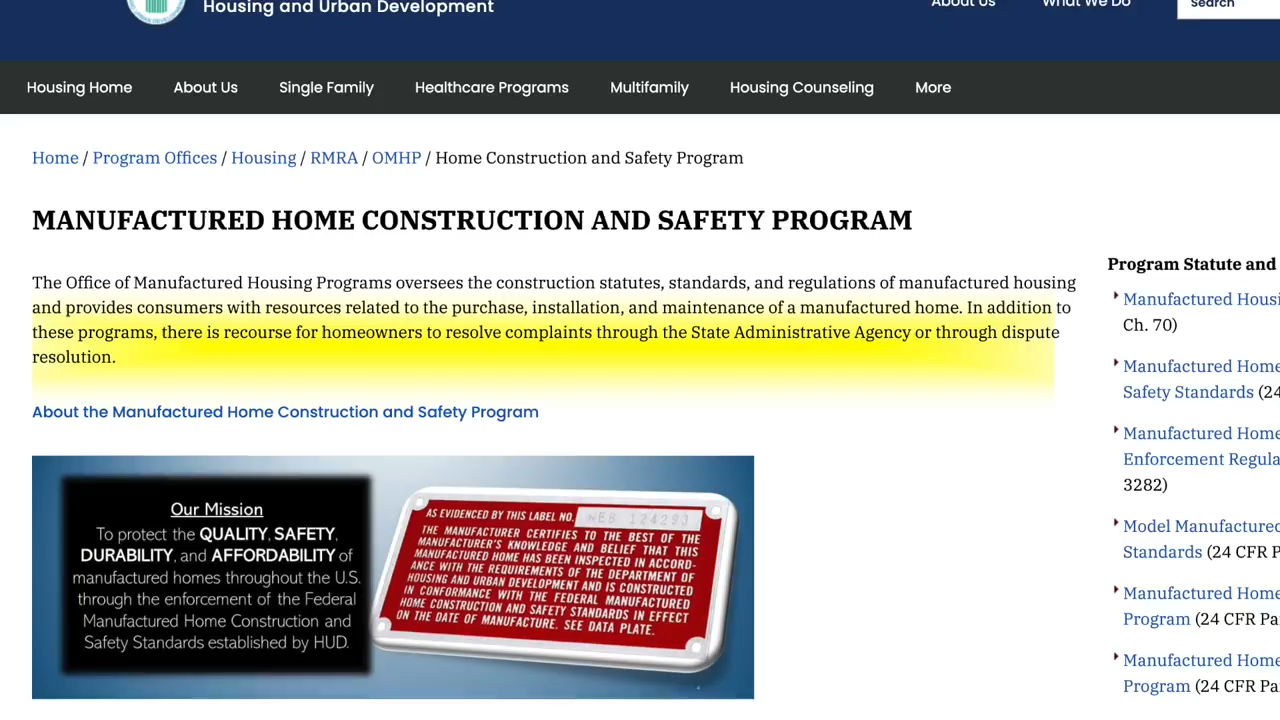 Housing and Urban Development
About Us
What We Do
Search
Housing Home
About Us
Single Family
Healthcare Programs
Multifamily
Housing Counseling
More
Home / Program Offices / Housing / RMRA / OMHP / Home Construction and Safety Program
MANUFACTURED HOME CONSTRUCTION AND SAFETY PROGRAM
The Office of Manufactured Housing Programs oversees the construction statutes, standards, and regulations of manufactured housing
and provides consumers with resources related to the purchase, installation, and maintenance of a manufactured home. In addition to
these programs, there is recourse for homeowners to resolve complaints through the State Administrative Agency or through dispute
resolution.
About the Manufactured Home Construction and Safety Program
Our Mission
To protect the QUALITY, SAFETY,
DURABILITY, and AFFORDABILITY of
manufactured homes throughout the U.S.
through the enforcement of the Federal
Manufactured Home Construction and
Safety Standards established by HUD.
AS EVIDENCED BY THIS LABEL NO.
THE MANUFACTURER CERTIFIES TO THE BEST OF THE
MANUFACTURER'S KNOWLEDGE AND BELIEF THAT THIS
MANUFACTURED HOME HAS BEEN INSPECTED IN ACCORD-
ANCE WITH THE REQUIREMENTS OF THE DEPARTMENT OF
HOUSING AND URBAN DEVELOPMENT AND IS CONSTRUCTED
IN CONFORMANCE WITH THE FEDERAL MANUFACTURED
HOME CONSTRUCTION AND SAFETY STANDARDS IN EFFECT
ON THE DATE OF MANUFACTURE. SEE DATA PLATE.
Program Statute and
Manufactured Housi
Ch. 70)
Manufactured Home
Safety Standards (24
Manufactured Home
Enforcement Regula
3282)
Model Manufactured
Standards (24 CFR P
Manufactured Home
Program (24 CFR Pa
Manufactured Home
Program (24 CFR Pa